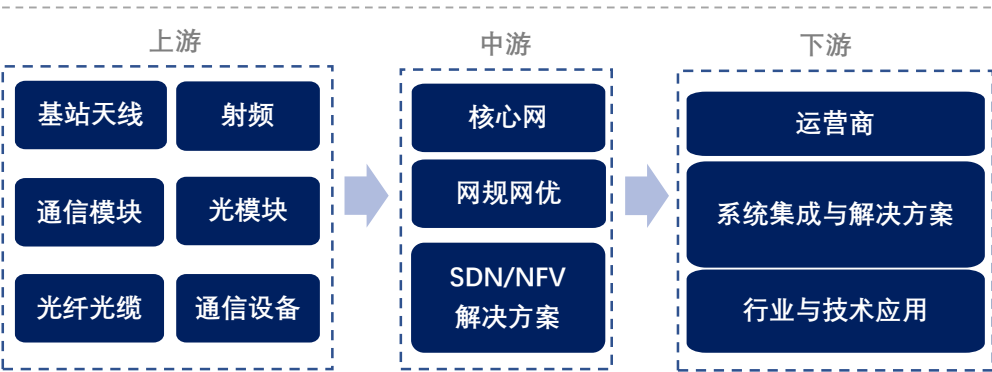 上游
基站天线
射频
通信模块
光模块
光纤光缆
通信设备
中游
核心网
网规网优
SDN/NFV
解决方案
下游
运营商
系统集成与解决方案
行业与技术应用